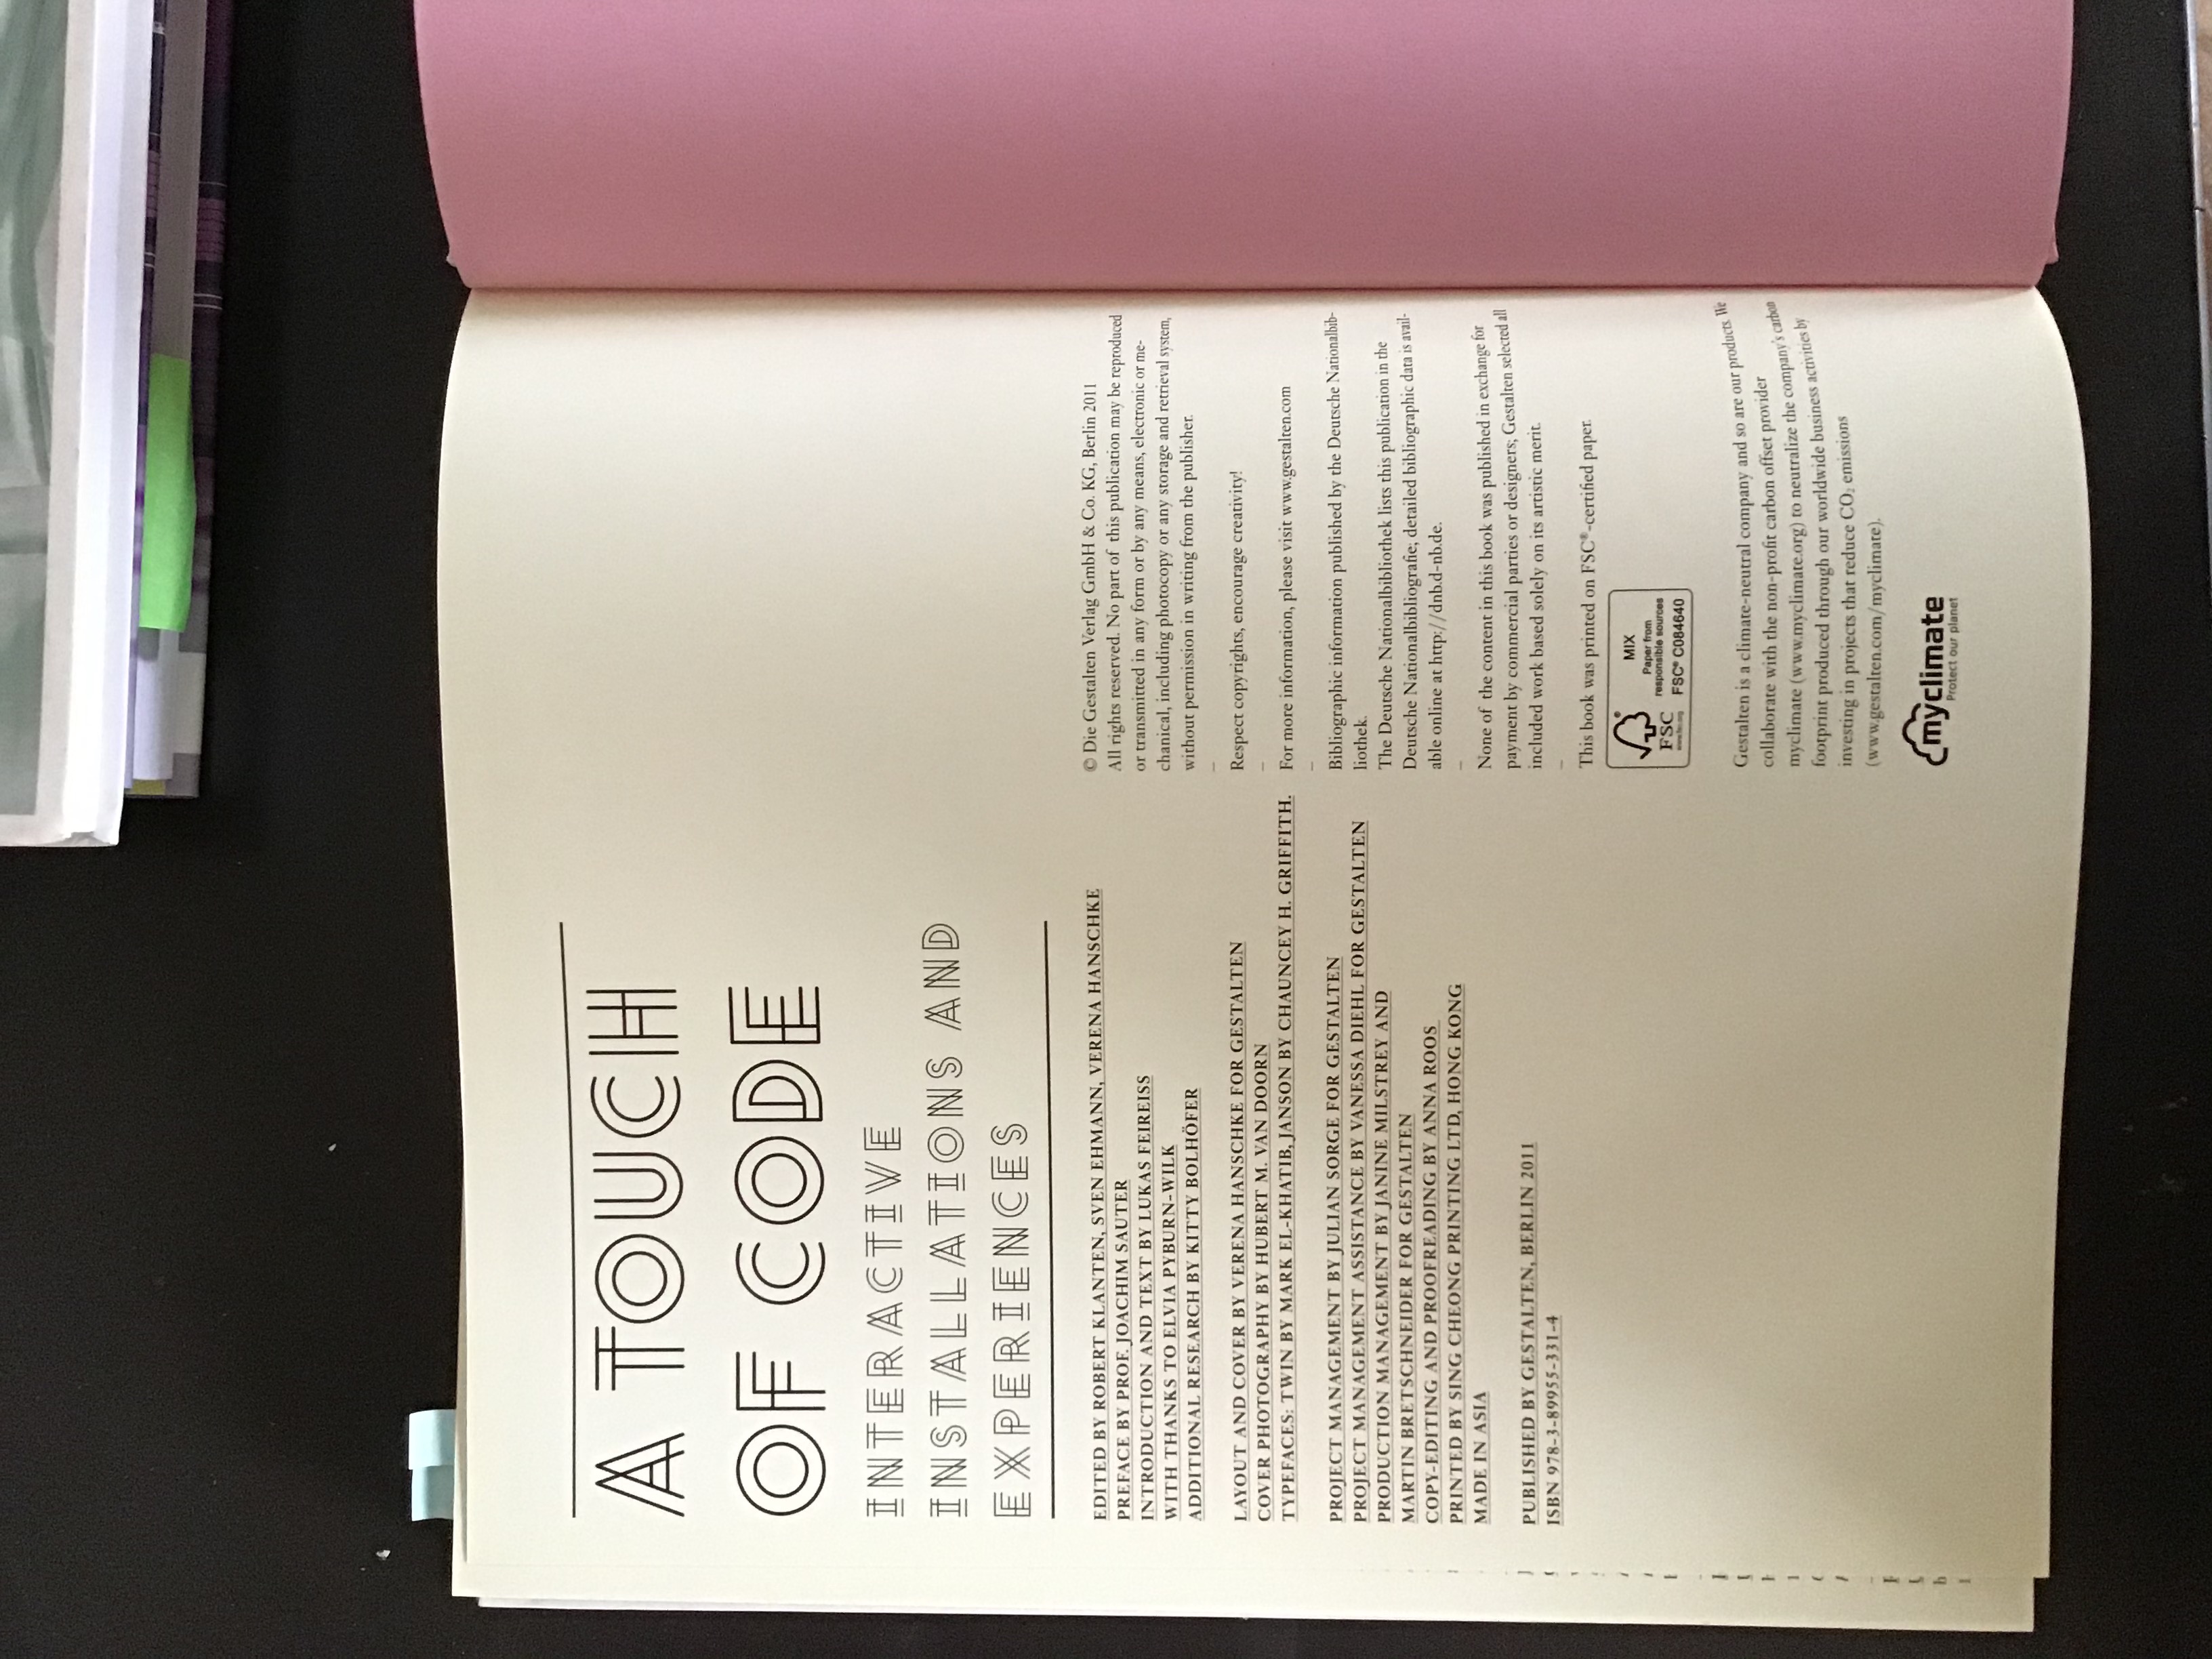 A TOUCH
OF CODE
INTERACTIVE
INSTALLATIONS AND
EXPERIENCES
EDITED BY ROBERT KLANTEN, SVEN EHMANN, VERENA HANSCHKE
PREFACE BY PROF. JOACHIM SAUTER
INTRODUCTION AND TEXT BY LUKAS FEIREISS
WITH THANKS TO ELVIA PYBURN-WILK
ADDITIONAL RESEARCH BY KITTY BOLHÖFER
LAYOUT AND COVER BY VERENA HANSCHKE FOR GESTALTEN
COVER PHOTOGRAPHY BY HUBERT M. VAN DOORN
TYPEFACES: TWIN BY MARK EL-KHATIB, JANSON BY CHAUNCEY H. GRIFFITH.
PROJECT MANAGEMENT BY JULIAN SORGE FOR GESTALTEN
PROJECT MANAGEMENT ASSISTANCE BY VANESSA DIEHL FOR GESTALTEN
PRODUCTION MANAGEMENT BY JANINE MILSTREY AND
MARTIN BRETSCHNEIDER FOR GESTALTEN
COPY-EDITING AND PROOFREADING BY ANNA ROOS
PRINTED BY SING CHEONG PRINTING LTD, HONG KONG
MADE IN ASIA
PUBLISHED BY GESTALTEN, BERLIN 2011
ISBN 978-3-89955-331-4
© Die Gestalten Verlag GmbH & Co. KG, Berlin 2011
All rights reserved. No part of this publication may be reproduced
or transmitted in any form or by any means, electronic or me-
chanical, including photocopy or any storage and retrieval system,
without permission in writing from the publisher.
–
Respect copyrights, encourage creativity!
–
For more information, please visit www.gestalten.com
–
Bibliographic information published by the Deutsche Nationalbib-
liothek.
The Deutsche Nationalbibliothek lists this publication in the
Deutsche Nationalbibliografie; detailed bibliographic data is avail-
able online at http://dnb.d-nb.de.
–
None of the content in this book was published in exchange for
payment by commercial parties or designers; Gestalten selected all
included work based solely on its artistic merit.
–
This book was printed on FSC®-certified paper.
FSC
www.fsc.org
MIX
Paper from
responsible sources
FSC® C084640
Gestalten is a climate-neutral company and so are our products. We
collaborate with the non-profit carbon offset provider
myclimate (www.myclimate.org) to neutralize the company's carbon
footprint produced through our worldwide business activities by
investing in projects that reduce CO₂ emissions
(www.gestalten.com/myclimate).
myclimate
Protect our planet